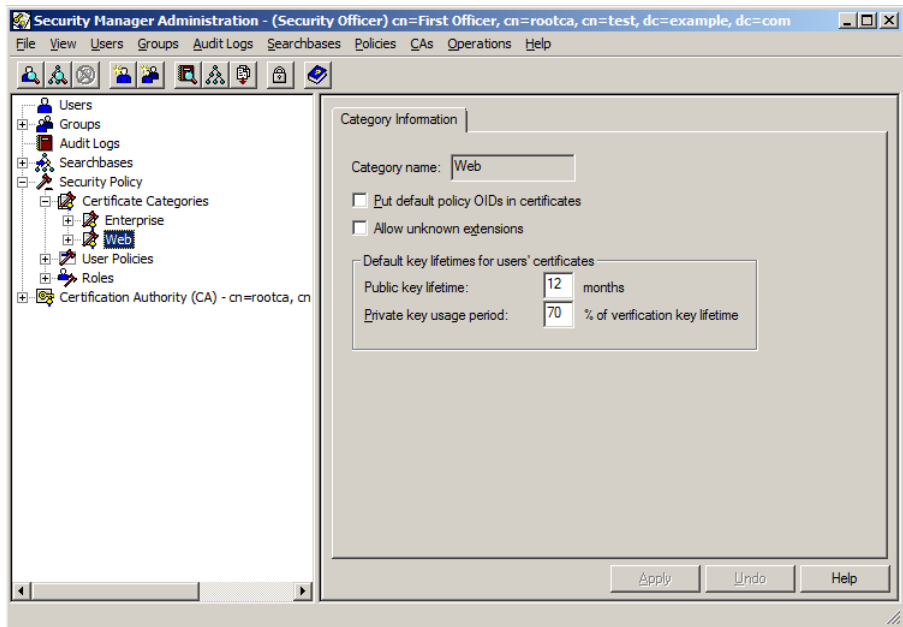 Security Manager Administration - (Security Officer) cn=First Officer, cn=rootca, cn=test, dc=example, dc=com
File View Users Groups Audit Logs Searchbases Policies CAs Operations Help
Users
Groups
Audit Logs
Searchbases
Security Policy
Certificate Categories
Enterprise
Web
User Policies
Roles
Certification Authority (CA) - cn=rootca, cn
Category Information
Category name: Web
Put default policy OIDs in certificates
Allow unknown extensions
Default key lifetimes for users' certificates
Public key lifetime: 12 months
Private key usage period: 70 % of verification key lifetime
Apply Undo Help